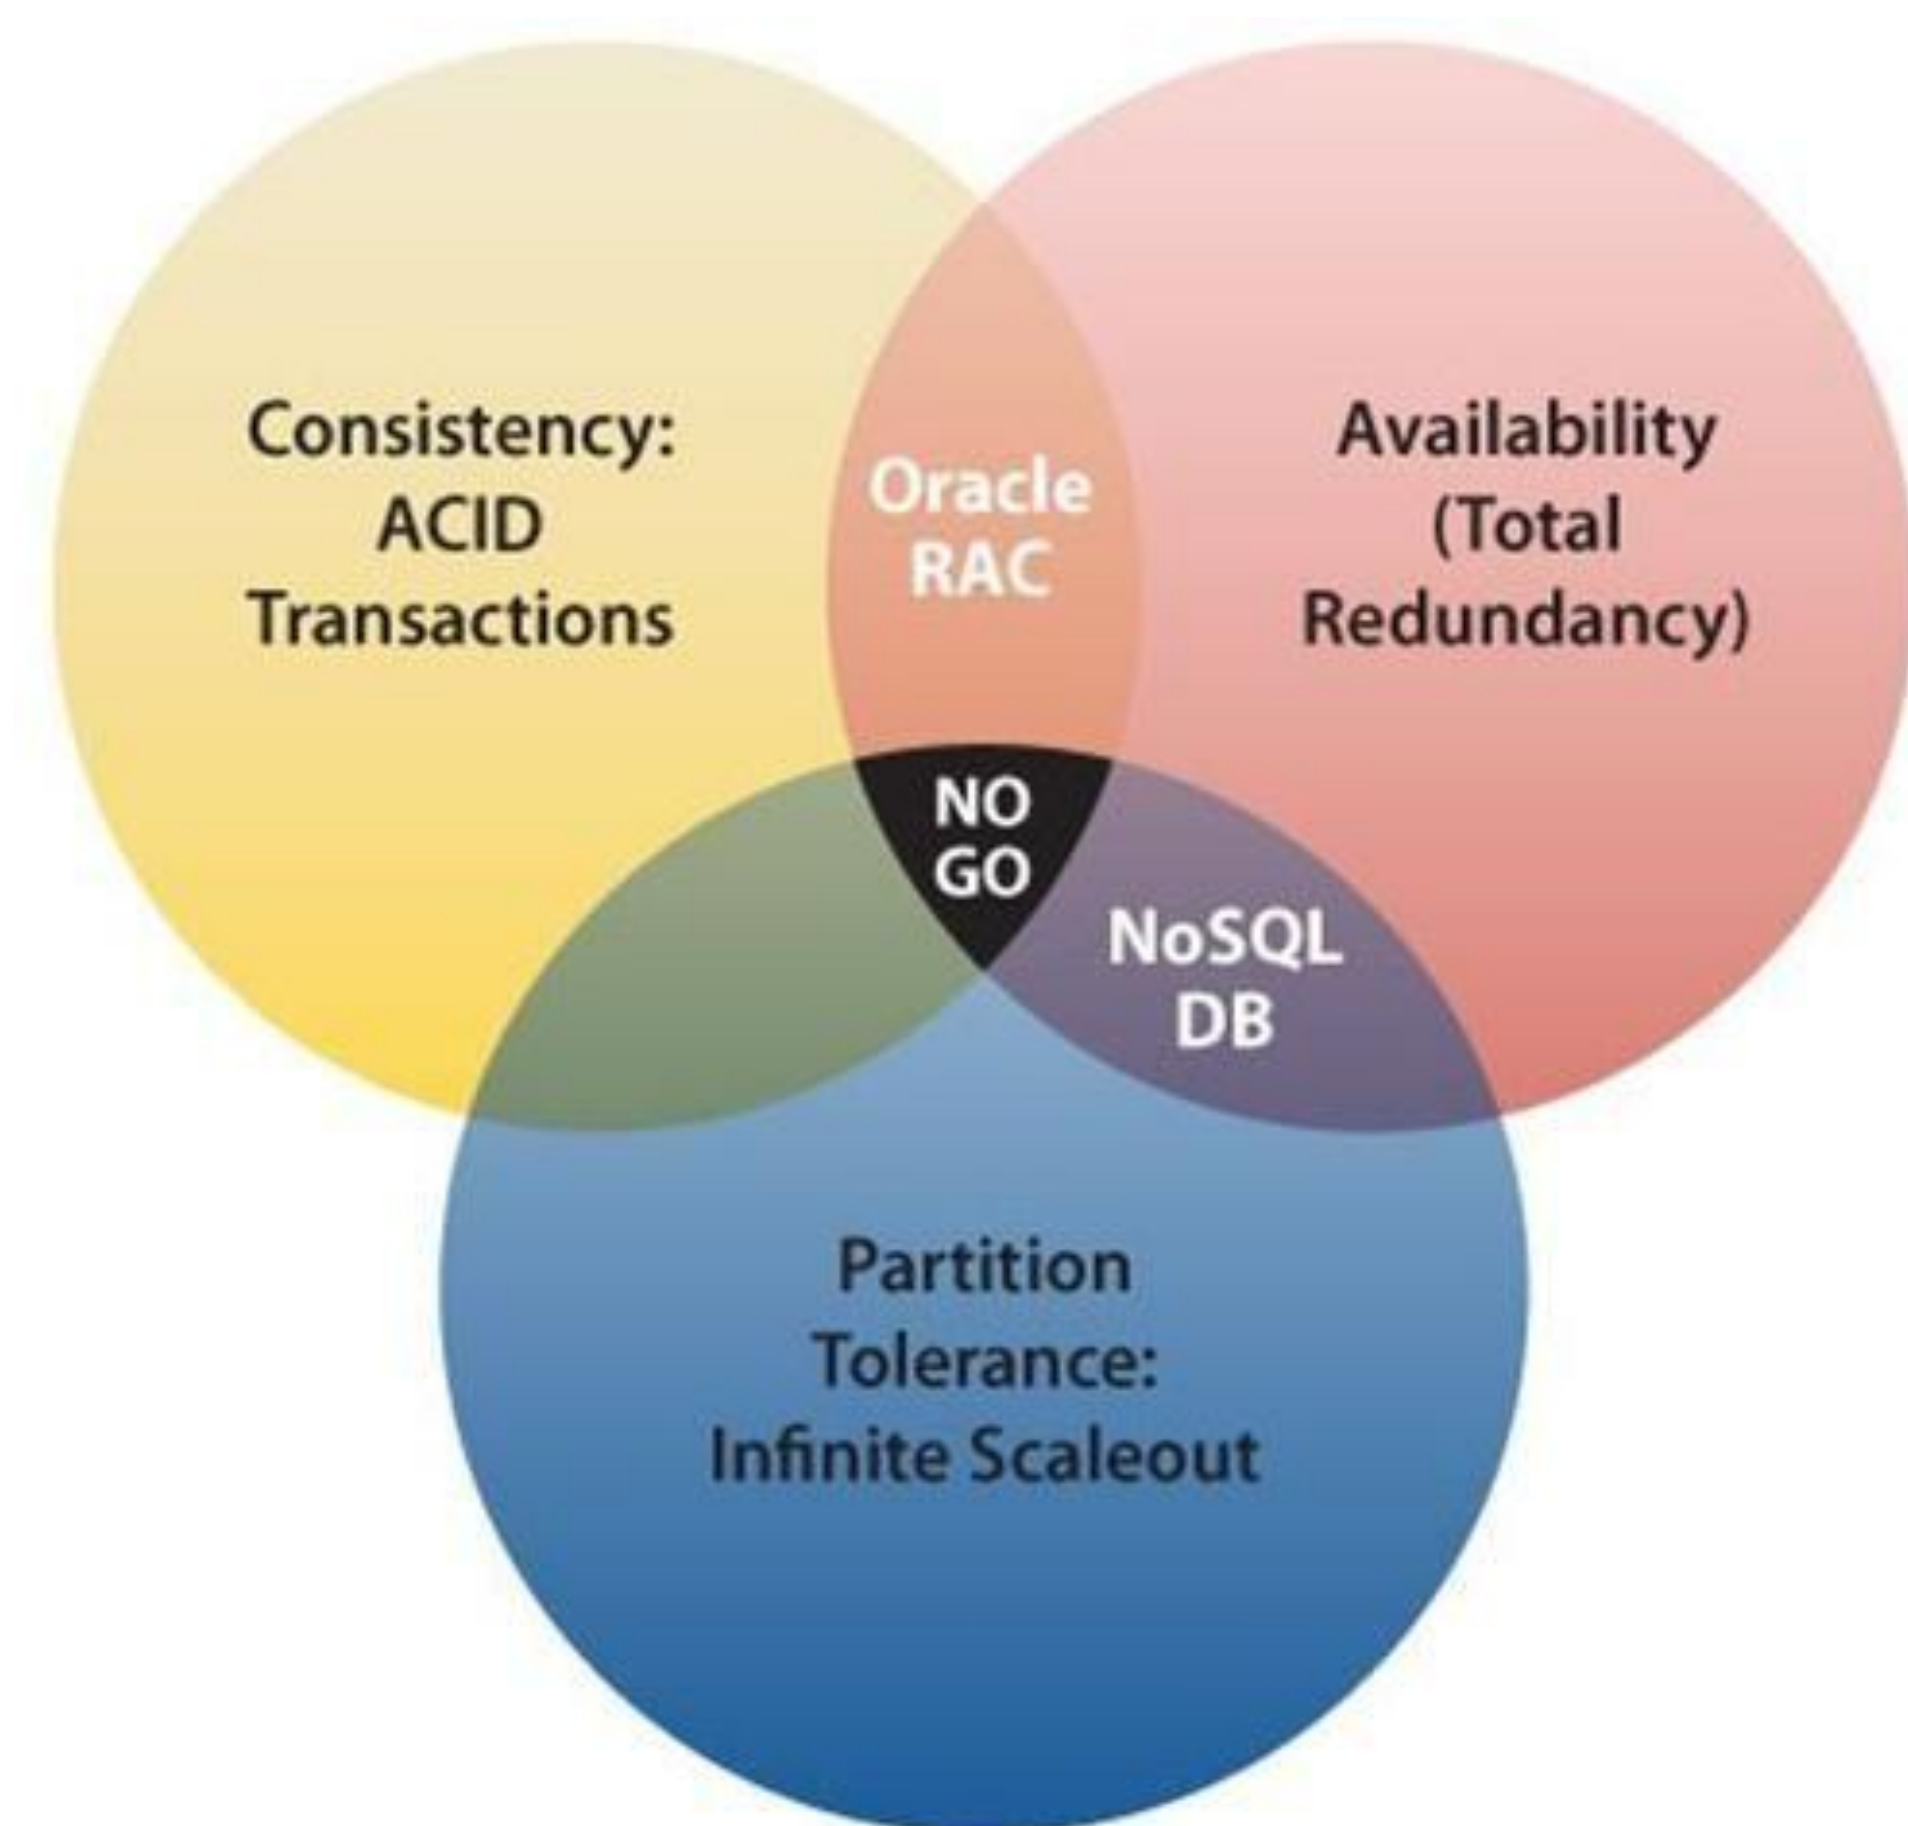 Consistency:
ACID
Transactions
Oracle
RAC
Availability
(Total
Redundancy)
NO
GO
NoSQL
DB
Partition
Tolerance:
Infinite Scaleout